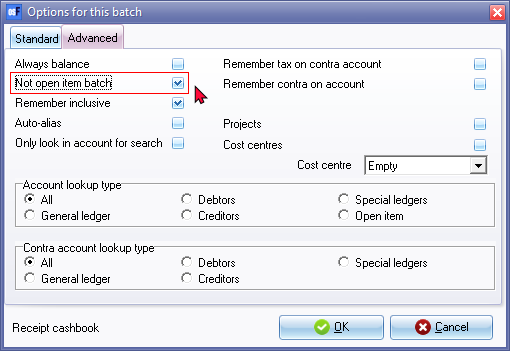 Options for this batch
Standard Advanced
Always balance Remember tax on contra account
Not open item batch Remember contra on account
Remember inclusive
Auto-alias Projects
Only look in account for search Cost centres
Cost centre Empty
Account lookup type
All Debtors Special ledgers
General ledger Creditors Open item
Contra account lookup type
All Debtors Special ledgers
General ledger Creditors
Receipt cashbook OK Cancel